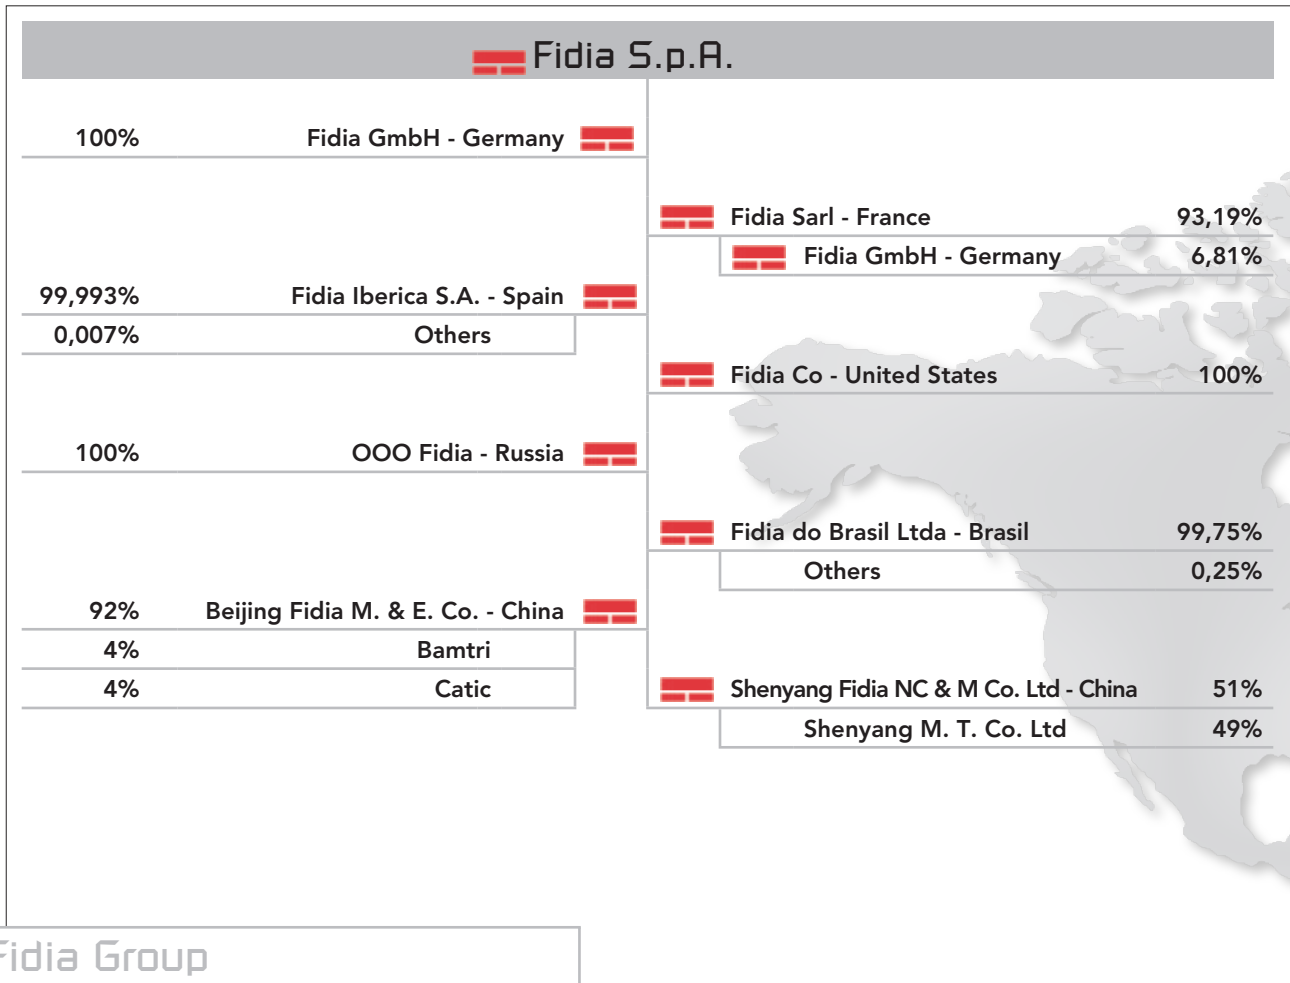 Fidia S.p.A.
100% Fidia GmbH - Germany
Fidia Sarl - France 93,19%
Fidia GmbH - Germany 6,81%
99,993% Fidia Iberica S.A. - Spain
0,007% Others
Fidia Co - United States 100%
100% OOO Fidia - Russia
Fidia do Brasil Ltda - Brasil 99,75%
Others 0,25%
92% Beijing Fidia M. & E. Co. - China
4% Bamtri
4% Catic
Shenyang Fidia NC & M Co. Ltd - China 51%
Shenyang M. T. Co. Ltd 49%
Fidia Group